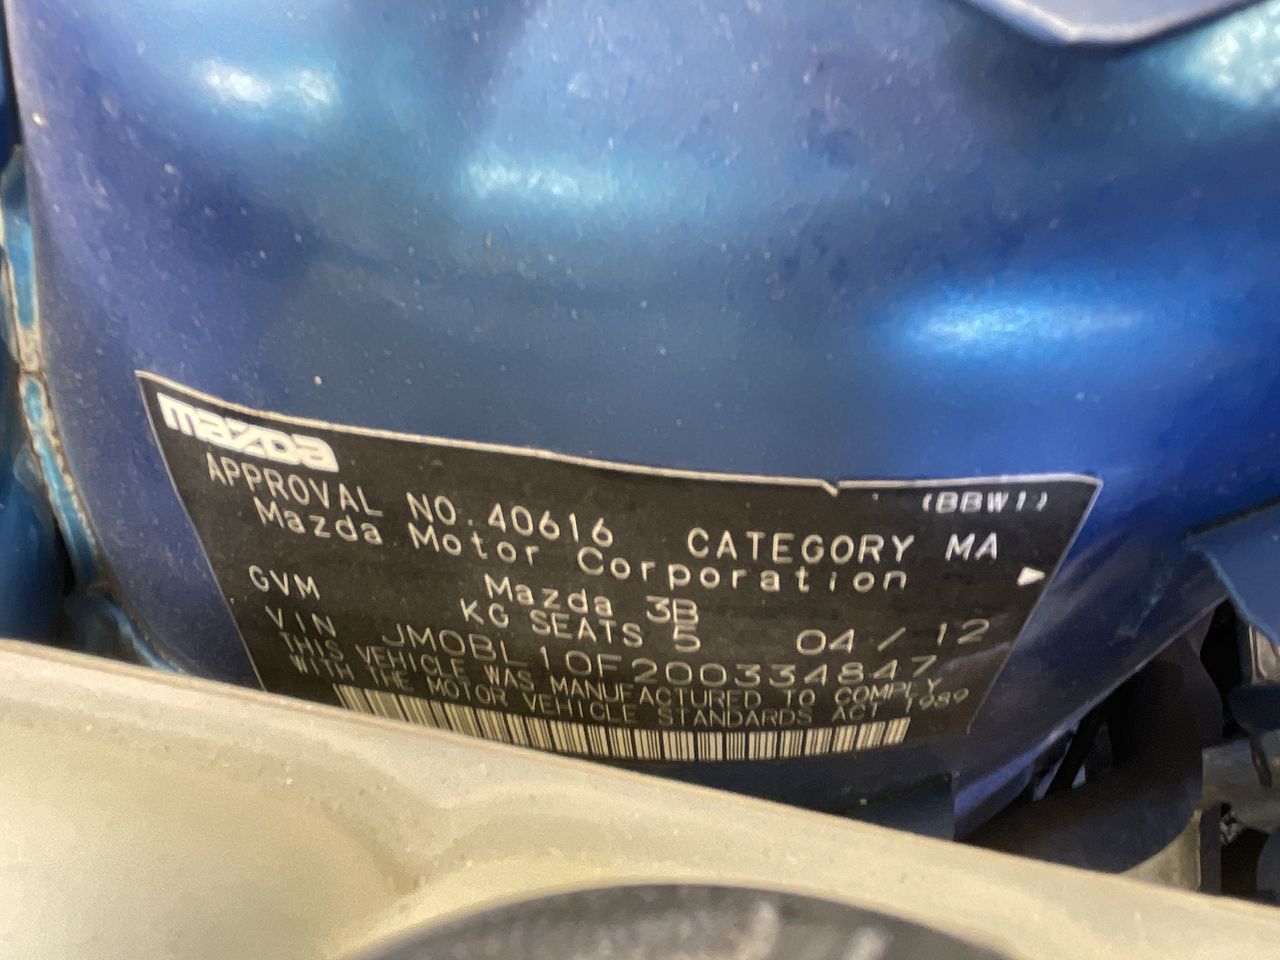 mazda
(BBW1)
APPROVAL NO. 40616 CATEGORY MA
Mazda Motor Corporation
Mazda 3B
GVM KG SEATS 5 04 / 12
VIN JM0BL10F200334847
THIS VEHICLE WAS MANUFACTURED TO COMPLY
WITH THE MOTOR VEHICLE STANDARDS ACT 1989